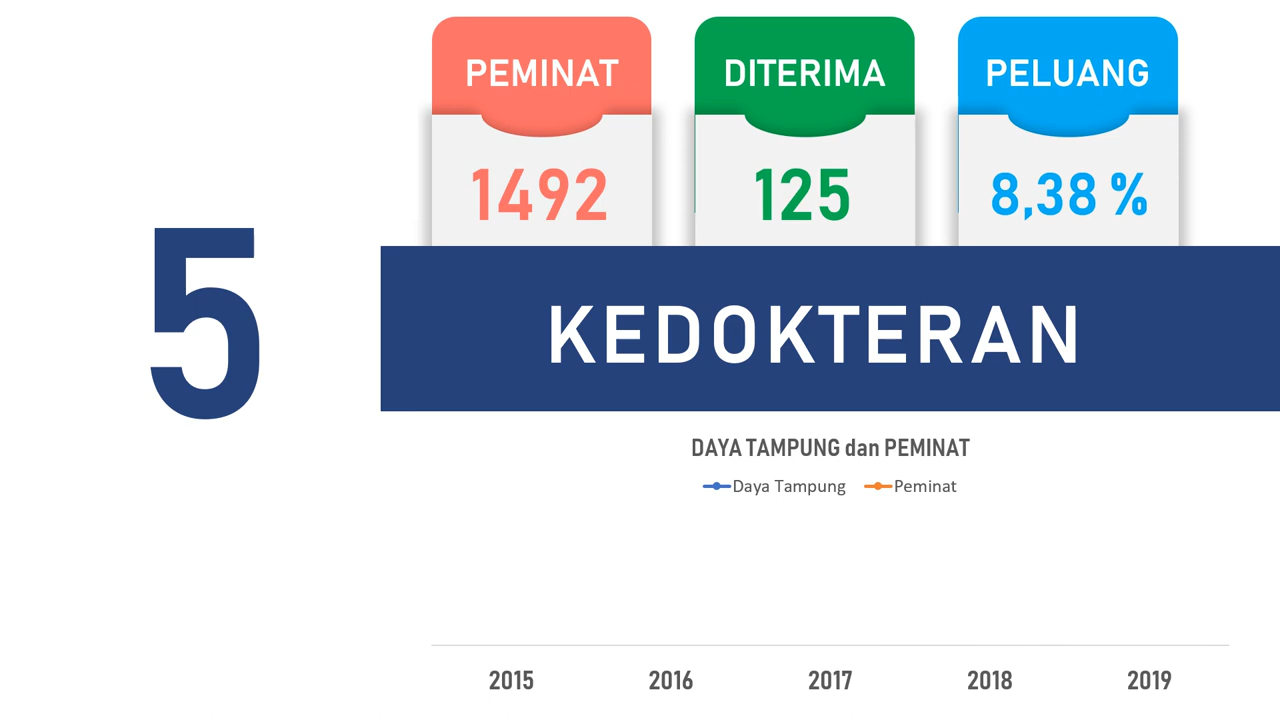 PEMINAT DITERIMA PELUANG
1492 125 8,38 %
5
KEDOKTERAN
DAYA TAMPUNG dan PEMINAT
Daya Tampung Peminat
2015 2016 2017 2018 2019